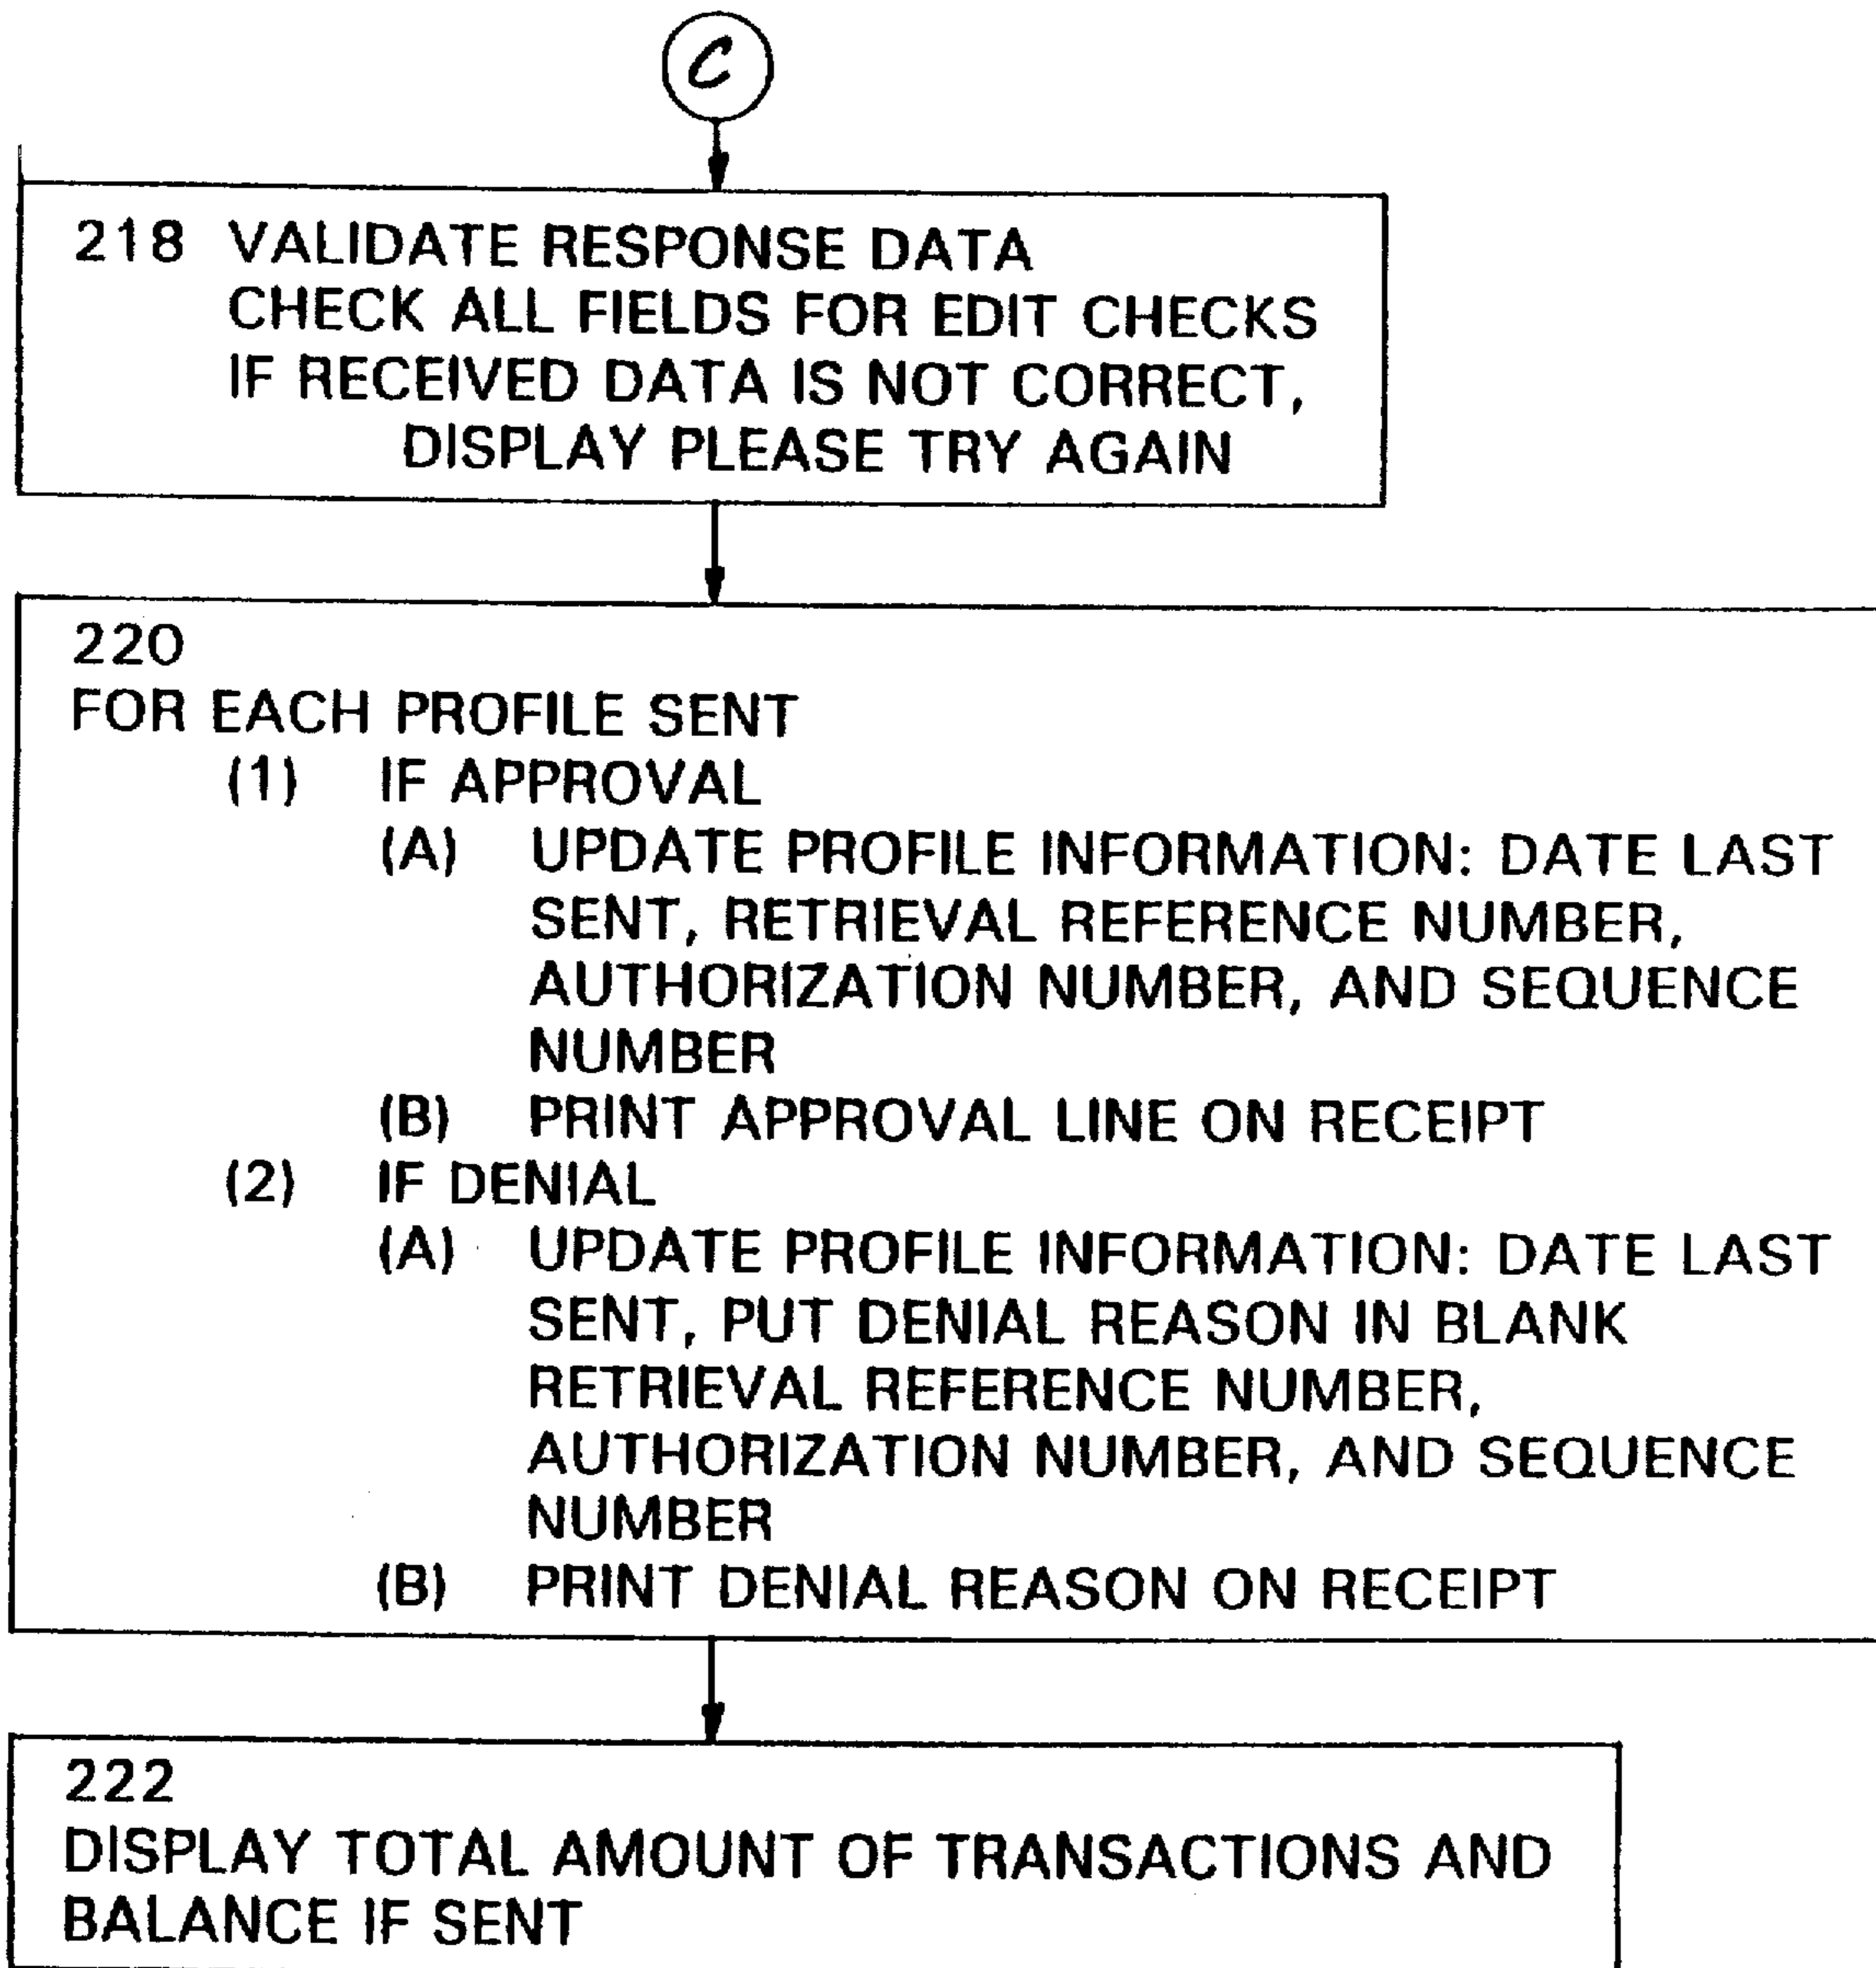 C
218 VALIDATE RESPONSE DATA
CHECK ALL FIELDS FOR EDIT CHECKS
IF RECEIVED DATA IS NOT CORRECT,
DISPLAY PLEASE TRY AGAIN
220
FOR EACH PROFILE SENT
(1) IF APPROVAL
(A) UPDATE PROFILE INFORMATION: DATE LAST
SENT, RETRIEVAL REFERENCE NUMBER,
AUTHORIZATION NUMBER, AND SEQUENCE
NUMBER
(B) PRINT APPROVAL LINE ON RECEIPT
(2) IF DENIAL
(A) UPDATE PROFILE INFORMATION: DATE LAST
SENT, PUT DENIAL REASON IN BLANK
RETRIEVAL REFERENCE NUMBER,
AUTHORIZATION NUMBER, AND SEQUENCE
NUMBER
(B) PRINT DENIAL REASON ON RECEIPT
222
DISPLAY TOTAL AMOUNT OF TRANSACTIONS AND
BALANCE IF SENT